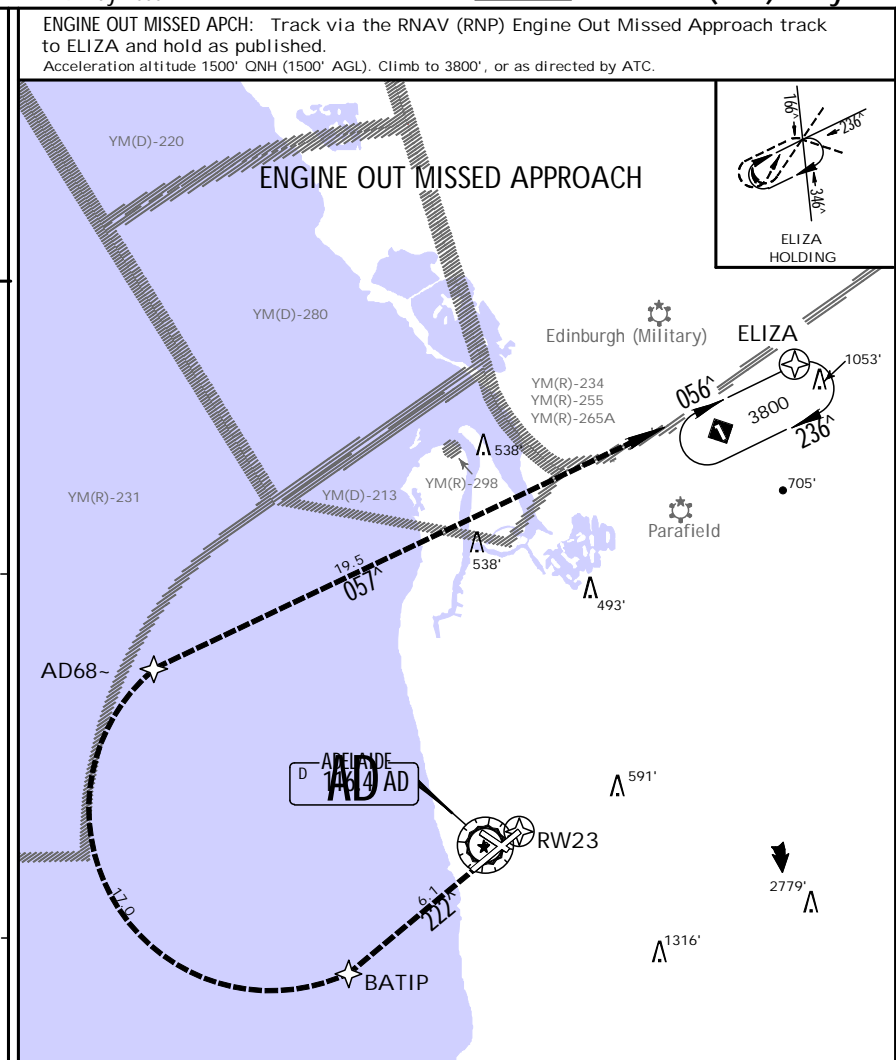 ENGINE OUT MISSED APCH: Track via the RNAV (RNP) Engine Out Missed Approach track
to ELIZA and hold as published.
Acceleration altitude 1500' QNH (1500' AGL). Climb to 3800', or as directed by ATC.
166^
236^
346^
ELIZA
HOLDING
YM(D)-220
ENGINE OUT MISSED APPROACH
YM(D)-280
Edinburgh (Military)
ELIZA
1053'
YM(R)-234
YM(R)-255
YM(R)-265A
056^
3800
1
236^
538'
YM(R)-231
YM(D)-213
YM(R)-298
705'
Parafield
538'
19.5
057^
493'
AD68~
ADELAIDE
D
AD
116.4 AD
591'
RW23
17.0
6.1
222^
2779'
1316'
BATIP